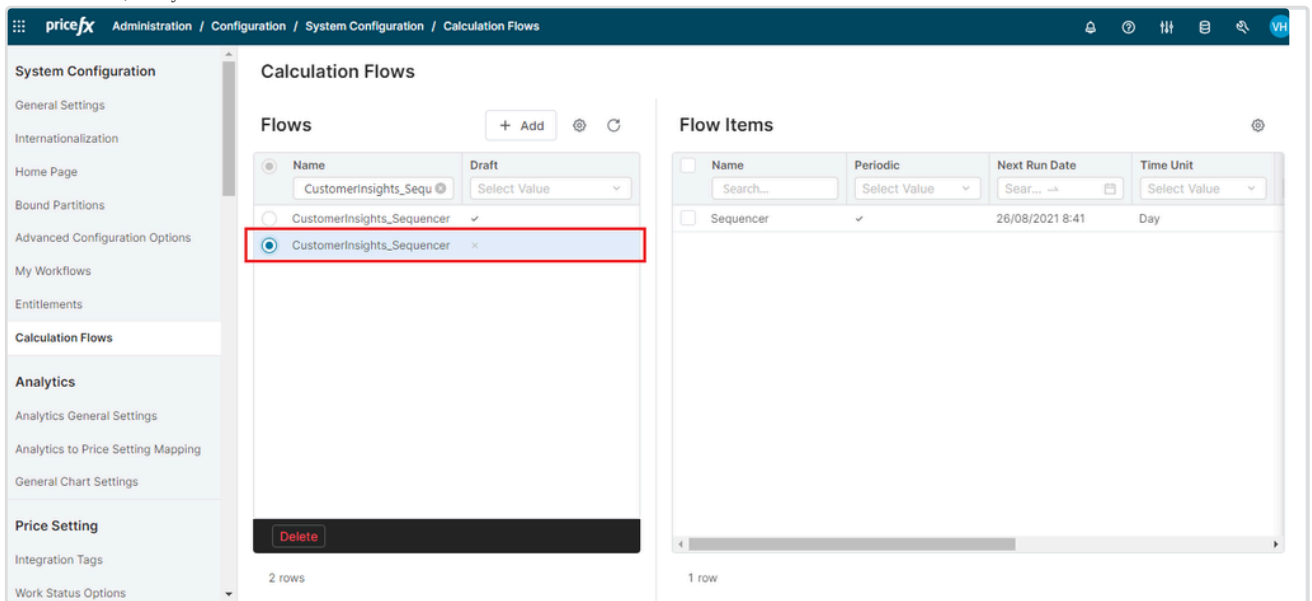 pricefx Administration / Configuration / System Configuration / Calculation Flows VH
System Configuration
General Settings
Internationalization
Home Page
Bound Partitions
Advanced Configuration Options
My Workflows
Entitlements
Calculation Flows
Analytics
Analytics General Settings
Analytics to Price Setting Mapping
General Chart Settings
Price Setting
Integration Tags
Work Status Options
Calculation Flows
Flows + Add
Name Draft
CustomerInsights_Sequ Select Value
CustomerInsights_Sequencer
CustomerInsights_Sequencer
Delete
2 rows
Flow Items
Name Periodic Next Run Date Time Unit
Search... Select Value Sear... Select Value
Sequencer 26/08/2021 8:41 Day
1 row